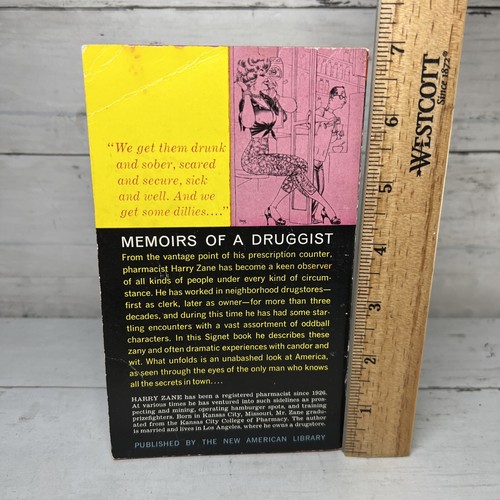 "We get them drunk
and sober, scared
and secure, sick
and well. And we
get some dillies...."
MEMOIRS OF A DRUGGIST
From the vantage point of his prescription counter,
pharmacist Harry Zane has become a keen observer
of all kinds of people under every kind of circum-
stance. He has worked in neighborhood drugstores—
first as clerk, later as owner—for more than three
decades, and during this time he has had some star-
tling encounters with a vast assortment of oddball
characters. In this Signet book he describes these
zany and often dramatic experiences with candor and
wit. What unfolds is an unabashed look at America,
as seen through the eyes of the only man who knows
all the secrets in town....
HARRY ZANE has been a registered pharmacist since 1926.
At various times he has ventured into such sidelines as pros-
pecting and mining, operating hamburger spots, and training
prizefighters. Born in Kansas City, Missouri, Mr. Zane gradu-
ated from the Kansas City College of Pharmacy. The author
is married and lives in Los Angeles, where he owns a drugstore.
PUBLISHED BY THE NEW AMERICAN LIBRARY
WESTCOTT
Since 1872
7
6
5
4
3
2
1